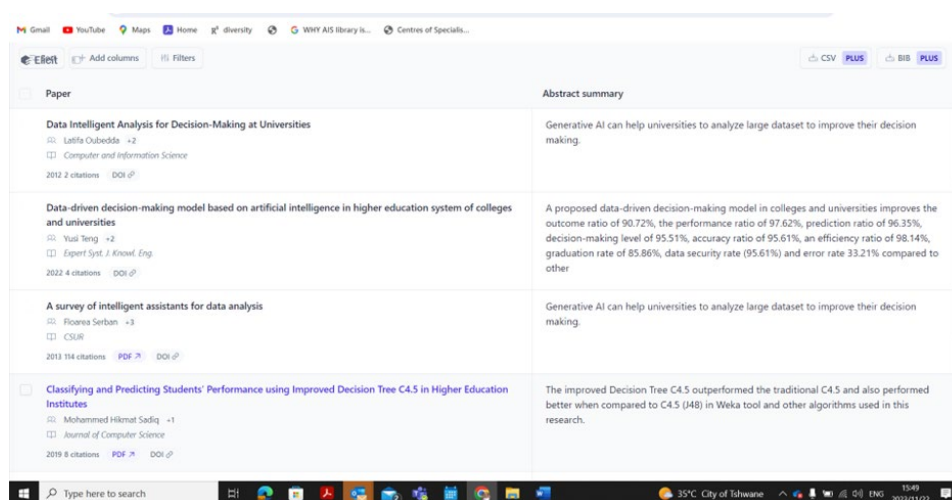 Gmail YouTube Maps Home diversity WHY AIS library is... Centres of Specialis...
Add columns Filters CSV PLUS BIB PLUS
Paper Abstract summary
Data Intelligent Analysis for Decision-Making at Universities
Latifa Oubedda +2
Computer and Information Science
2012 2 citations DOI
Generative AI can help universities to analyze large dataset to improve their decision
making.
Data-driven decision-making model based on artificial intelligence in higher education system of colleges
and universities
Yusi Teng +2
Expert Syst. J. Knowl. Eng.
2022 4 citations DOI
A proposed data-driven decision-making model in colleges and universities improves the
outcome ratio of 90.72%, the performance ratio of 97.62%, prediction ratio of 96.35%,
decision-making level of 95.51%, accuracy ratio of 95.61%, an efficiency ratio of 98.14%,
graduation rate of 85.86%, data security rate (95.61%) and error rate 33.21% compared to
other
A survey of intelligent assistants for data analysis
Floarea Serban +3
CSUR
2013 114 citations PDF DOI
Generative AI can help universities to analyze large dataset to improve their decision
making.
Classifying and Predicting Students' Performance using Improved Decision Tree C4.5 in Higher Education
Institutes
Mohammed Hikmat Sadiq +1
Journal of Computer Science
2019 8 citations PDF DOI
The improved Decision Tree C4.5 outperformed the traditional C4.5 and also performed
better when compared to C4.5 (J48) in Weka tool and other algorithms used in this
research.
Type here to search 35°C City of Tshwane ENG 15:49